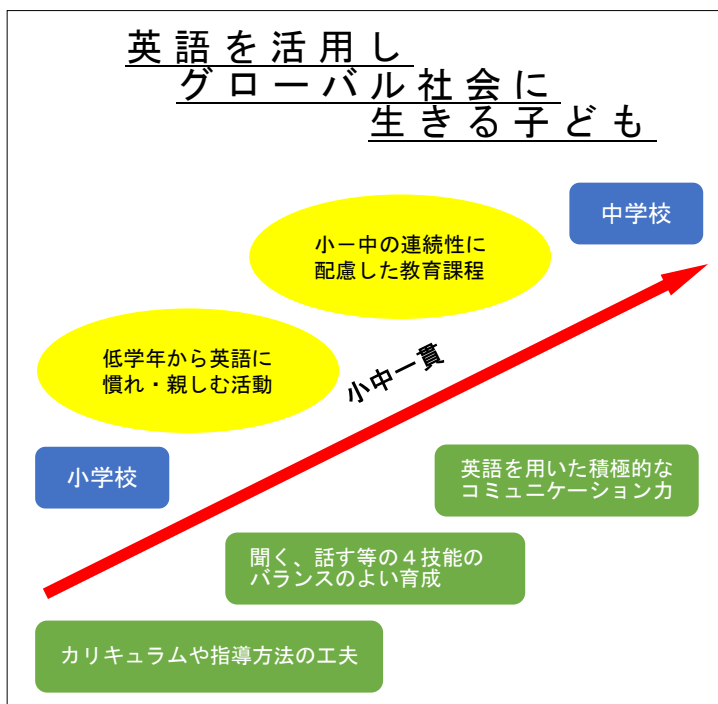 英語を活用し
グローバル社会に
生きる子ども
中学校
小ー中の連続性に
配慮した教育課程
低学年から英語に
慣れ・親しむ活動
小中一貫
小学校
英語を用いた積極的な
コミュニケーション力
聞く、話す等の４技能の
バランスのよい育成
カリキュラムや指導方法の工夫